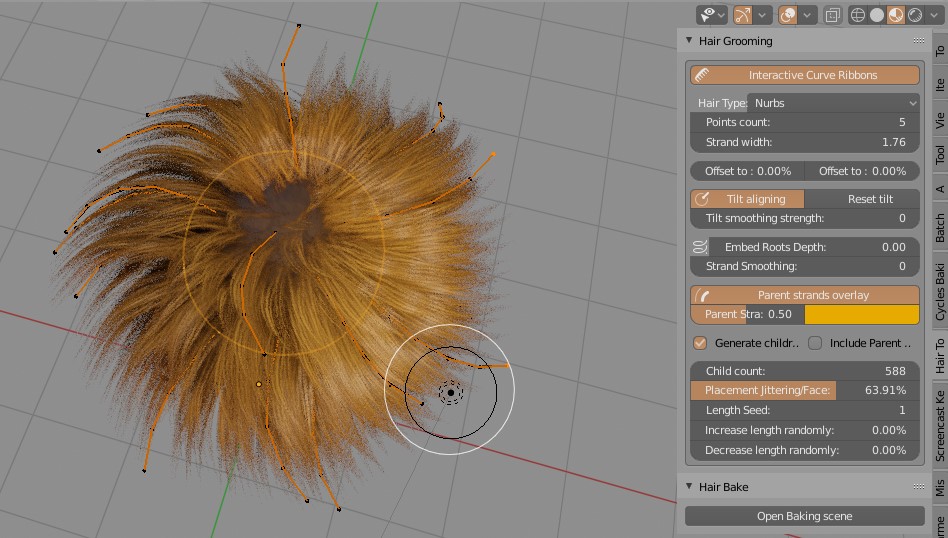 Hair Grooming
Interactive Curve Ribbons
Hair Type: Nurbs
Points count: 5
Strand width: 1.76
Offset to : 0.00% Offset to : 0.00%
Tilt aligning Reset tilt
Tilt smoothing strength: 0
Embed Roots Depth: 0.00
Strand Smoothing: 0
Parent strands overlay
Parent Stra: 0.50
Generate childr.. Include Parent ..
Child count: 588
Placement Jittering/Face: 63.91%
Length Seed: 1
Increase length randomly: 0.00%
Decrease length randomly: 0.00%
Hair Bake
Open Baking scene
To
Ite
Vie
Tool
A
Batch
Cycles Baki
Hair To
Screencast Ke
Mis
rme